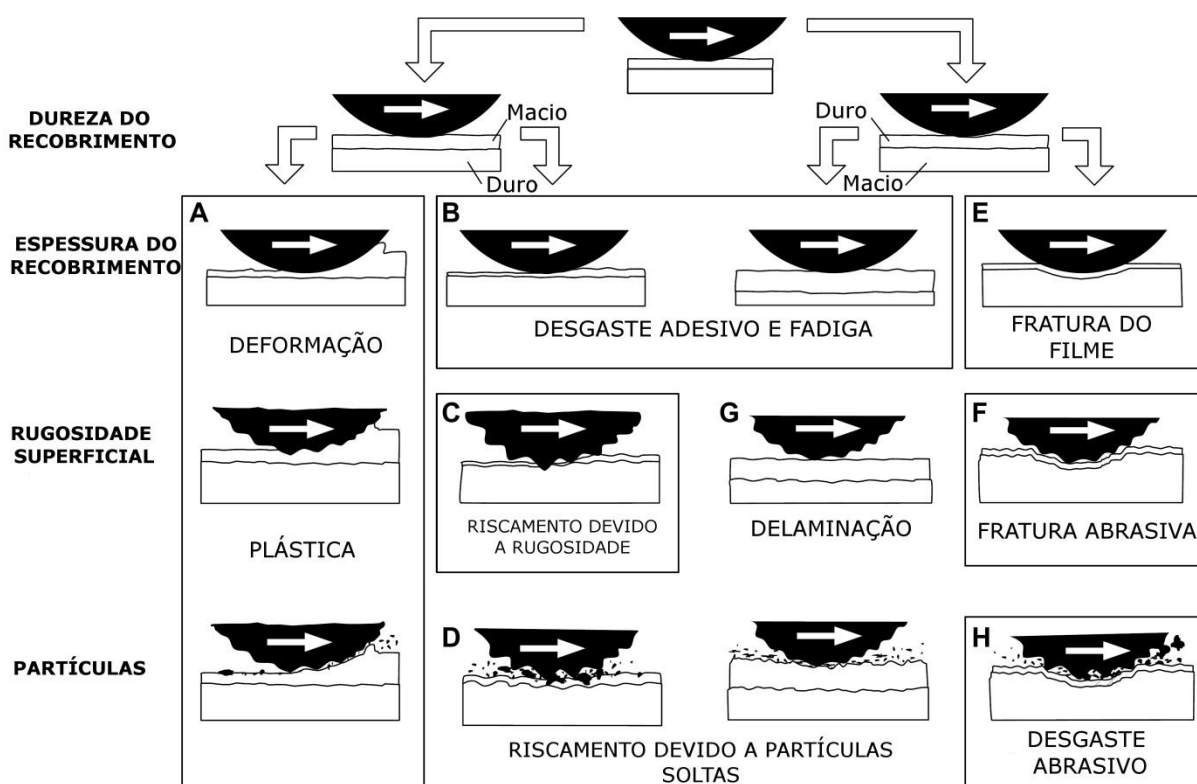 DUREZA DO
RECOBRIMENTO
Macio
Duro
Duro
Macio
ESPESSURA DO
RECOBRIMENTO
A
DEFORMAÇÃO
B
DESGASTE ADESIVO E FADIGA
E
FRATURA DO
FILME
RUGOSIDADE
SUPERFICIAL
PLÁSTICA
C
RISCAMENTO DEVIDO
A RUGOSIDADE
G
DELAMINAÇÃO
F
FRATURA ABRASIVA
PARTÍCULAS
D
RISCAMENTO DEVIDO A PARTÍCULAS
SOLTAS
H
DESGASTE
ABRASIVO